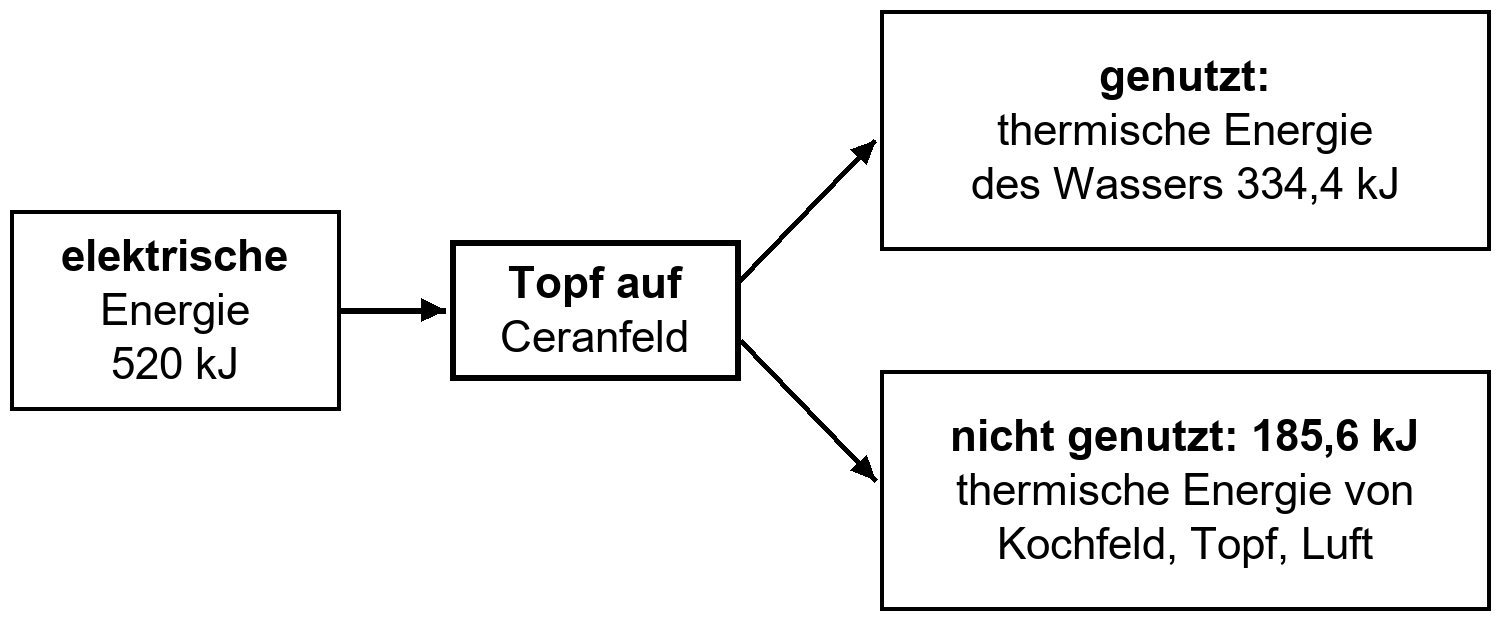 elektrische
Energie
520 kJ
Topf auf
Ceranfeld
genutzt:
thermische Energie
des Wassers 334,4 kJ
nicht genutzt: 185,6 kJ
thermische Energie von
Kochfeld, Topf, Luft